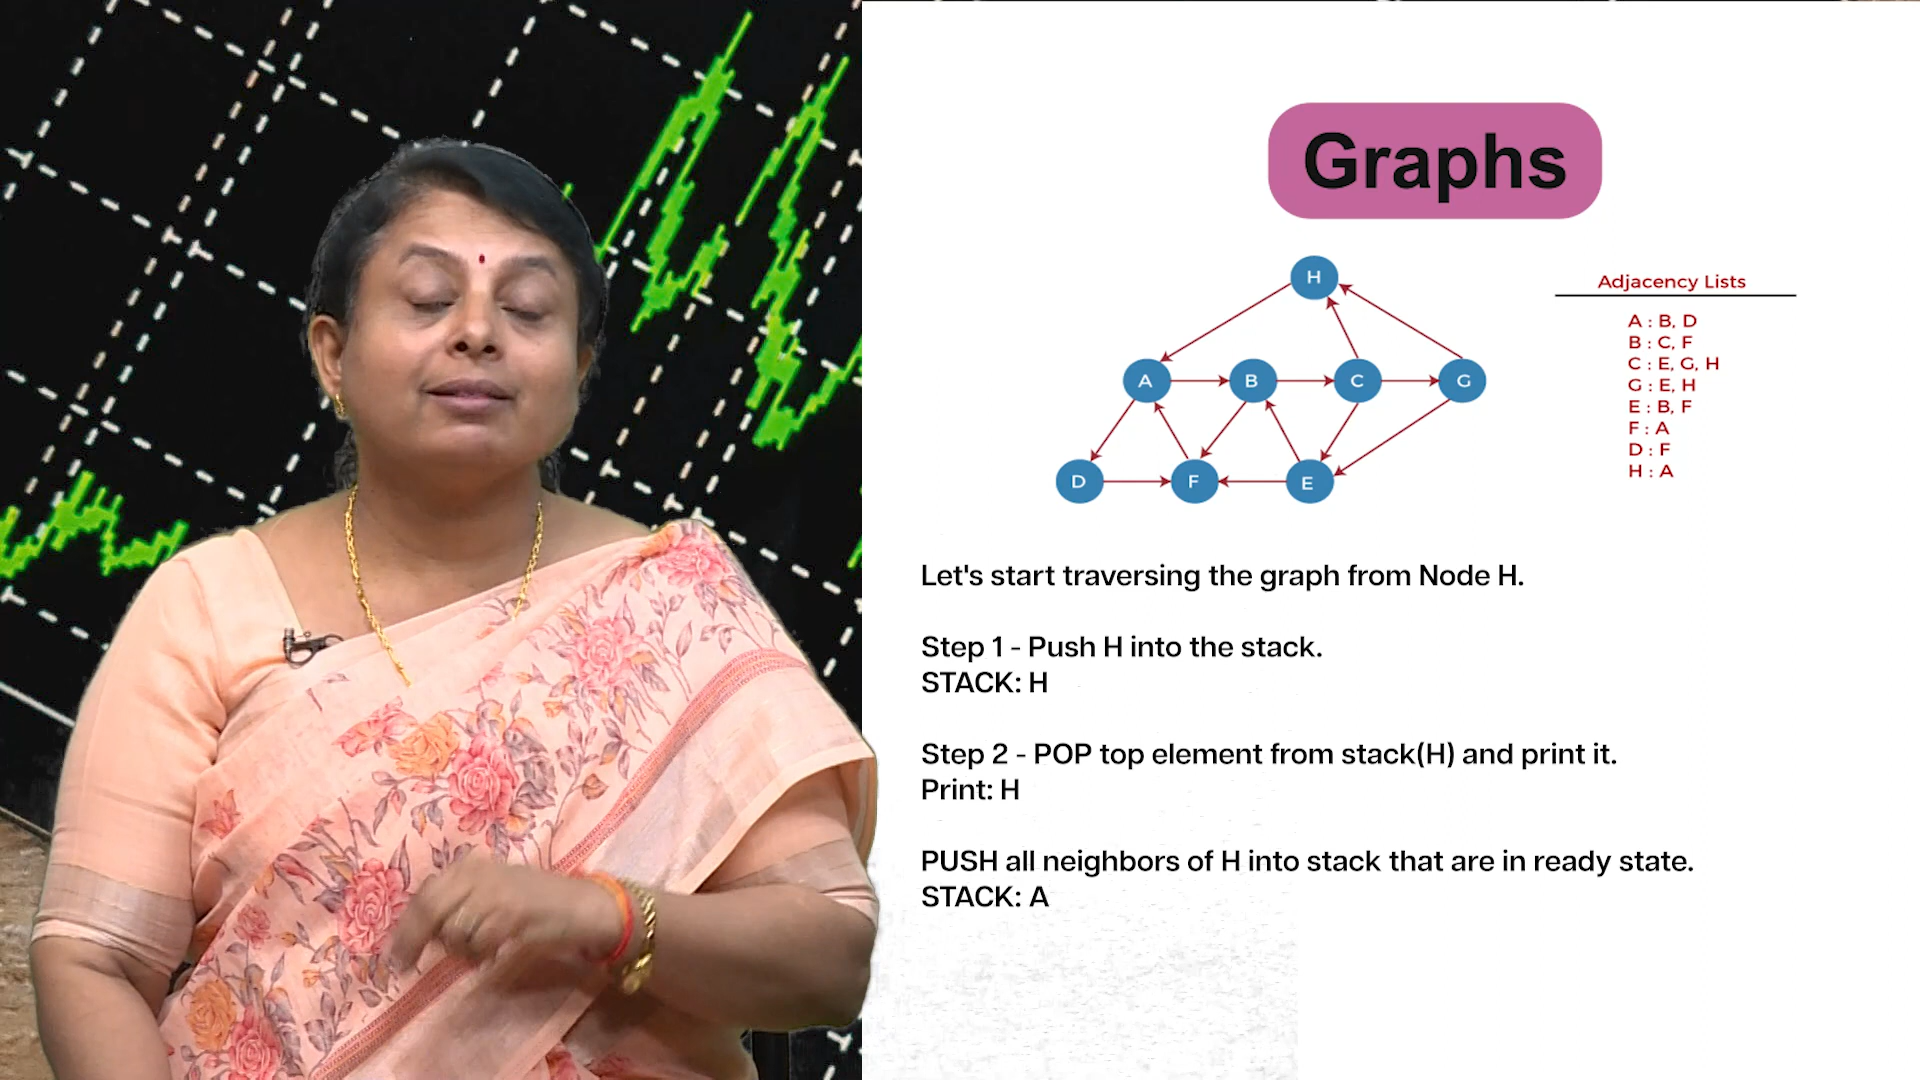 Graphs
H
A
B
C
G
D
F
E
Adjacency Lists
A : B, D
B : C, F
C : E, G, H
G : E, H
E : B, F
F : A
D : F
H : A
Let's start traversing the graph from Node H.
Step 1 - Push H into the stack.
STACK: H
Step 2 - POP top element from stack(H) and print it.
Print: H
PUSH all neighbors of H into stack that are in ready state.
STACK: A